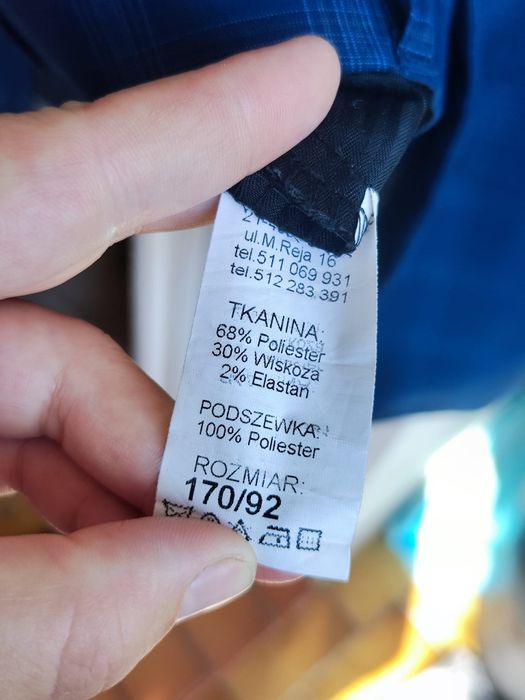 ul.M.Reja 16
tel.511 069 931
tel.512 283 391
TKANINA:
68% Poliester
30% Wiskoza
2% Elastan
PODSZEWKA:
100% Poliester
ROZMIAR:
170/92